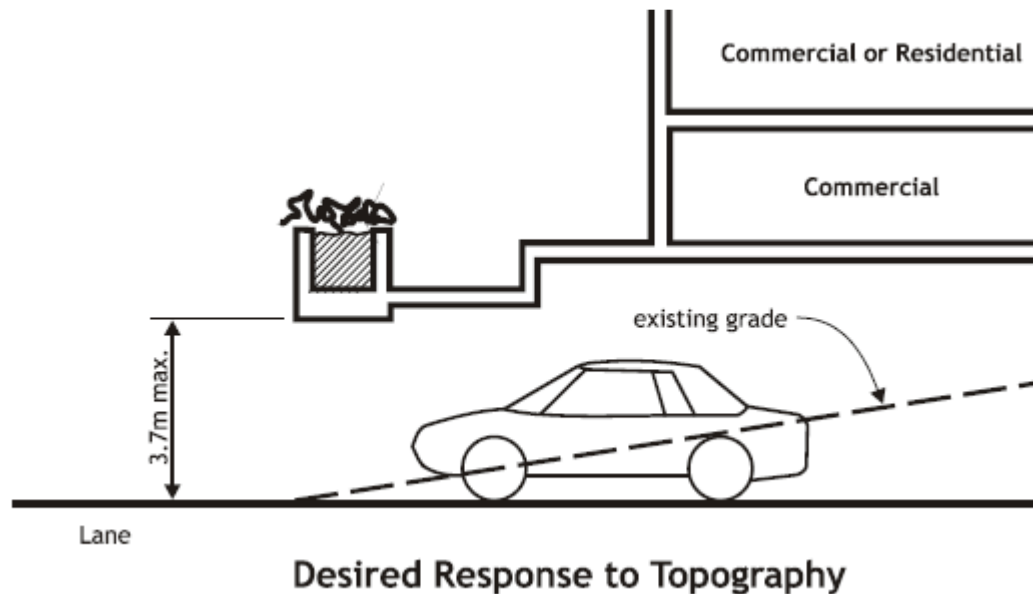 Commercial or Residential
Commercial
existing grade
3.7m max.
Lane
Desired Response to Topography